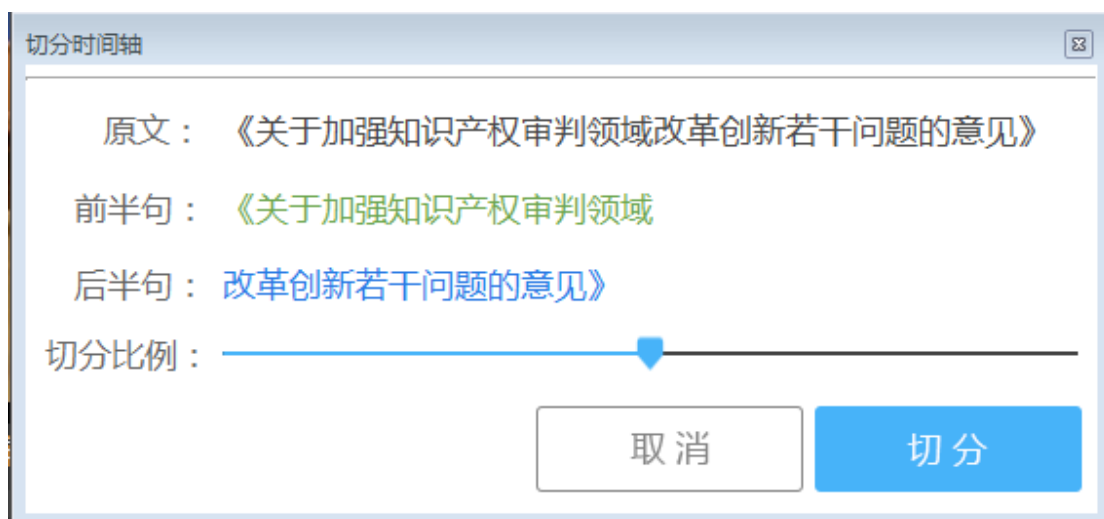 切分时间轴
原文：《关于加强知识产权审判领域改革创新若干问题的意见》
前半句：《关于加强知识产权审判领域
后半句：改革创新若干问题的意见》
切分比例：
取消 切分